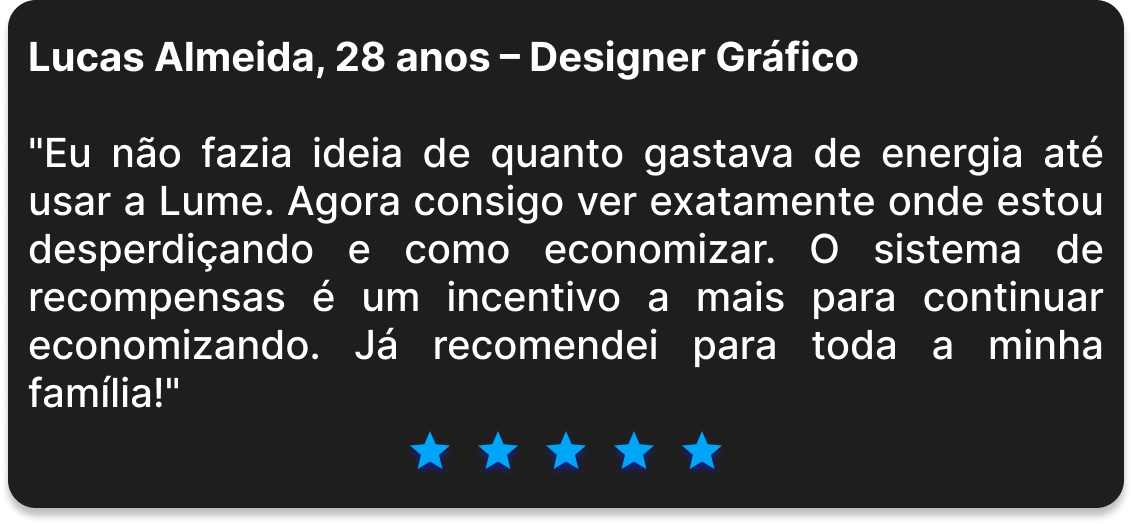 Lucas Almeida, 28 anos – Designer Gráfico
"Eu não fazia ideia de quanto gastava de energia até
usar a Lume. Agora consigo ver exatamente onde estou
desperdiçando e como economizar. O sistema de
recompensas é um incentivo a mais para continuar
economizando. Já recomendei para toda a minha
família!"